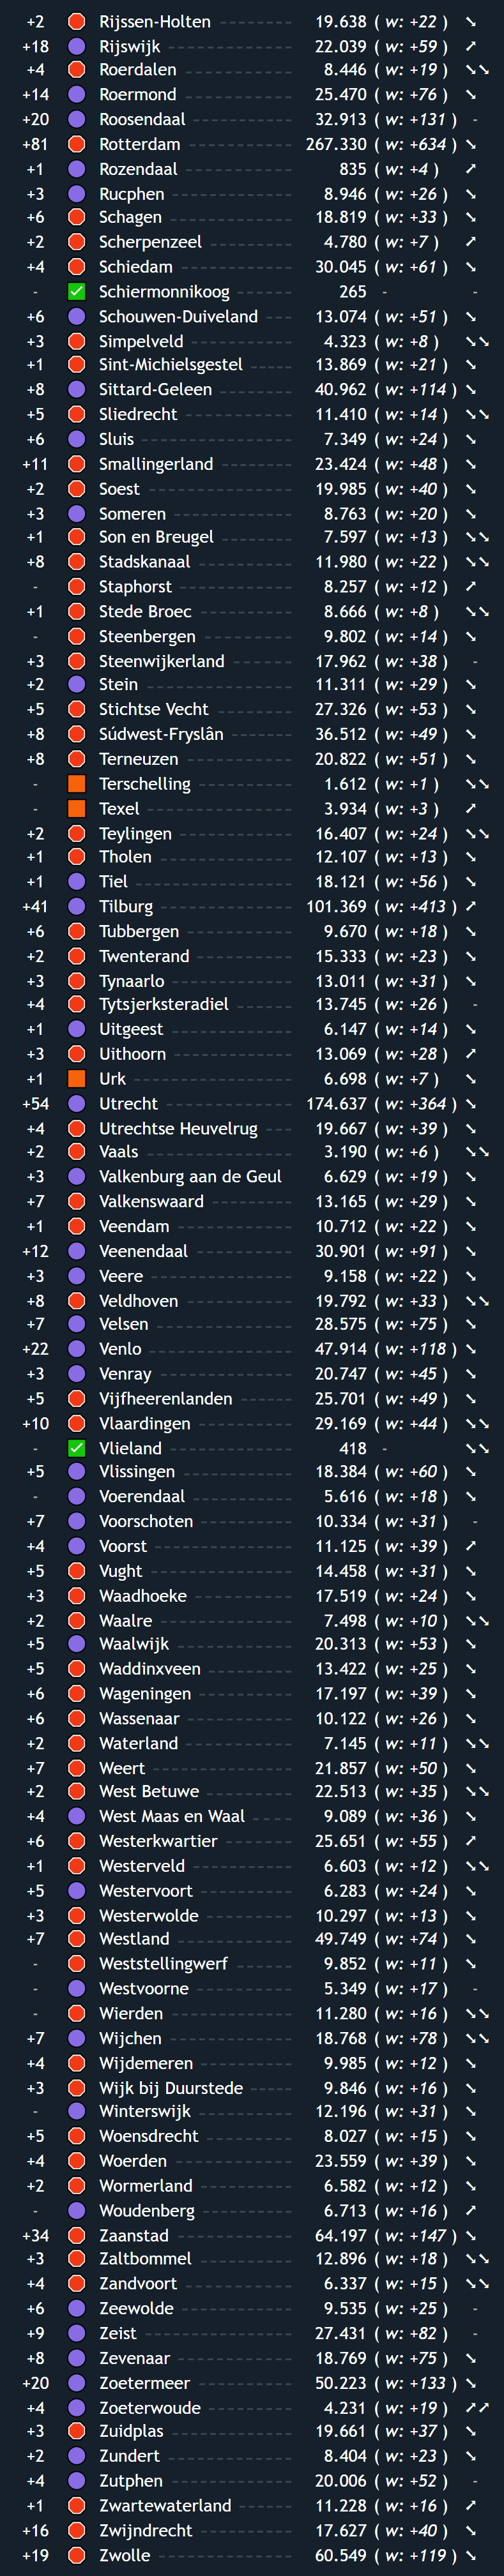 +2 Rijssen-Holten 19.638 ( w: +22 ) ➘
+18 Rijswijk 22.039 ( w: +59 ) ➚
+4 Roerdalen 8.446 ( w: +19 ) ➘➘
+14 Roermond 25.470 ( w: +76 ) ➘
+20 Roosendaal 32.913 ( w: +131 ) -
+81 Rotterdam 267.330 ( w: +634 ) ➘
+1 Rozendaal 835 ( w: +4 ) ➚
+3 Rucphen 8.946 ( w: +26 ) ➘
+6 Schagen 18.819 ( w: +33 ) ➘
+2 Scherpenzeel 4.780 ( w: +7 ) ➚
+4 Schiedam 30.045 ( w: +61 ) ➘
- Schiermonnikoog 265 - -
+6 Schouwen-Duiveland 13.074 ( w: +51 ) ➘
+3 Simpelveld 4.323 ( w: +8 ) ➘➘
+1 Sint-Michielsgestel 13.869 ( w: +21 ) ➘
+8 Sittard-Geleen 40.962 ( w: +114 ) ➘
+5 Sliedrecht 11.410 ( w: +14 ) ➘➘
+6 Sluis 7.349 ( w: +24 ) ➘
+11 Smallingerland 23.424 ( w: +48 ) ➘
+2 Soest 19.985 ( w: +40 ) ➘
+3 Someren 8.763 ( w: +20 ) ➘
+1 Son en Breugel 7.597 ( w: +13 ) ➘➘
+8 Stadskanaal 11.980 ( w: +22 ) ➘➘
- Staphorst 8.257 ( w: +12 ) ➚
+1 Stede Broec 8.666 ( w: +8 ) ➘➘
- Steenbergen 9.802 ( w: +14 ) ➘
+3 Steenwijkerland 17.962 ( w: +38 ) -
+2 Stein 11.311 ( w: +29 ) ➘
+5 Stichtse Vecht 27.326 ( w: +53 ) ➘
+8 Súdwest-Fryslân 36.512 ( w: +49 ) ➘
+8 Terneuzen 20.822 ( w: +51 ) ➘
- Terschelling 1.612 ( w: +1 ) ➘➘
- Texel 3.934 ( w: +3 ) ➚
+2 Teylingen 16.407 ( w: +24 ) ➘➘
+1 Tholen 12.107 ( w: +13 ) ➘
+1 Tiel 18.121 ( w: +56 ) ➘
+41 Tilburg 101.369 ( w: +413 ) ➚
+6 Tubbergen 9.670 ( w: +18 ) ➘
+2 Twenterand 15.333 ( w: +23 ) ➘
+3 Tynaarlo 13.011 ( w: +31 ) ➘
+4 Tytsjerksteradiel 13.745 ( w: +26 ) -
+1 Uitgeest 6.147 ( w: +14 ) ➘
+3 Uithoorn 13.069 ( w: +28 ) ➚
+1 Urk 6.698 ( w: +7 ) ➘
+54 Utrecht 174.637 ( w: +364 ) ➘
+4 Utrechtse Heuvelrug 19.667 ( w: +39 ) ➘
+2 Vaals 3.190 ( w: +6 ) ➘➘
+3 Valkenburg aan de Geul 6.629 ( w: +19 ) ➘
+7 Valkenswaard 13.165 ( w: +29 ) ➘
+1 Veendam 10.712 ( w: +22 ) ➘
+12 Veenendaal 30.901 ( w: +91 ) ➘
+3 Veere 9.158 ( w: +22 ) ➘
+8 Veldhoven 19.792 ( w: +33 ) ➘➘
+7 Velsen 28.575 ( w: +75 ) ➘
+22 Venlo 47.914 ( w: +118 ) ➘
+3 Venray 20.747 ( w: +45 ) ➘
+5 Vijfheerenlanden 25.701 ( w: +49 ) ➘
+10 Vlaardingen 29.169 ( w: +44 ) ➘➘
- Vlieland 418 - ➘➘
+5 Vlissingen 18.384 ( w: +60 ) ➘
- Voerendaal 5.616 ( w: +18 ) ➘
+7 Voorschoten 10.334 ( w: +31 ) -
+4 Voorst 11.125 ( w: +39 ) ➚
+5 Vught 14.458 ( w: +31 ) ➘
+3 Waadhoeke 17.519 ( w: +24 ) ➘
+2 Waalre 7.498 ( w: +10 ) ➘➘
+5 Waalwijk 20.313 ( w: +53 ) ➘
+5 Waddinxveen 13.422 ( w: +25 ) ➘
+6 Wageningen 17.197 ( w: +39 ) ➘
+6 Wassenaar 10.122 ( w: +26 ) ➘
+2 Waterland 7.145 ( w: +11 ) ➘➘
+7 Weert 21.857 ( w: +50 ) ➘
+2 West Betuwe 22.513 ( w: +35 ) ➘➘
+4 West Maas en Waal 9.089 ( w: +36 ) ➘
+6 Westerkwartier 25.651 ( w: +55 ) ➚
+1 Westerveld 6.603 ( w: +12 ) ➘➘
+5 Westervoort 6.283 ( w: +24 ) ➘
+3 Westerwolde 10.297 ( w: +13 ) ➘
+7 Westland 49.749 ( w: +74 ) ➘
- Weststellingwerf 9.852 ( w: +11 ) ➘
- Westvoorne 5.349 ( w: +17 ) -
- Wierden 11.280 ( w: +16 ) ➘➘
+7 Wijchen 18.768 ( w: +78 ) ➘➘
+4 Wijdemeren 9.985 ( w: +12 ) ➘
+3 Wijk bij Duurstede 9.846 ( w: +16 ) ➘
- Winterswijk 12.196 ( w: +31 ) ➘
+5 Woensdrecht 8.027 ( w: +15 ) ➘
+4 Woerden 23.559 ( w: +39 ) ➘
+2 Wormerland 6.582 ( w: +12 ) ➘
- Woudenberg 6.713 ( w: +16 ) ➚
+34 Zaanstad 64.197 ( w: +147 ) ➘
+3 Zaltbommel 12.896 ( w: +18 ) ➘➘
+4 Zandvoort 6.337 ( w: +15 ) ➘➘
+6 Zeewolde 9.535 ( w: +25 ) -
+9 Zeist 27.431 ( w: +82 ) -
+8 Zevenaar 18.769 ( w: +75 ) ➘
+20 Zoetermeer 50.223 ( w: +133 ) ➘
+4 Zoeterwoude 4.231 ( w: +19 ) ➚➚
+3 Zuidplas 19.661 ( w: +37 ) ➘
+2 Zundert 8.404 ( w: +23 ) ➘
+4 Zutphen 20.006 ( w: +52 ) -
+1 Zwartewaterland 11.228 ( w: +16 ) ➚
+16 Zwijndrecht 17.627 ( w: +40 ) ➘
+19 Zwolle 60.549 ( w: +119 ) ➘